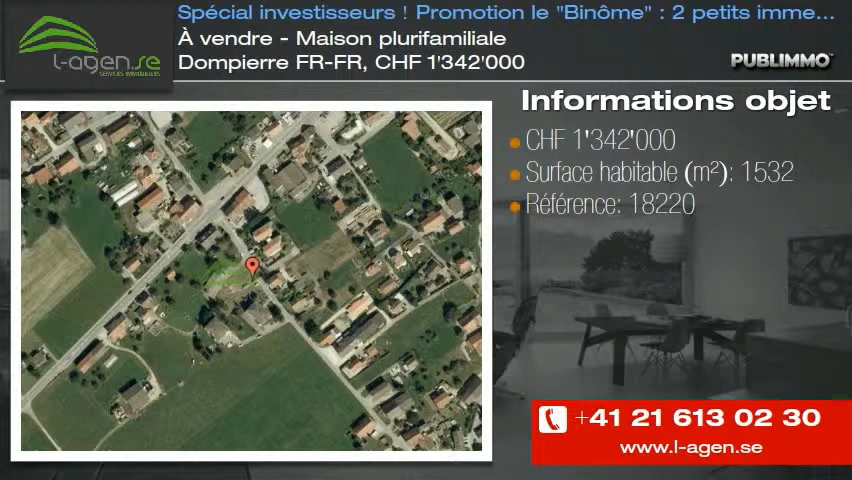 Spécial investisseurs ! Promotion le "Binôme" : 2 petits imme...
À vendre - Maison plurifamiliale
Dompierre FR-FR, CHF 1'342'000
l-agen.se
SERVICES IMMOBILIERS
PUBLIMMO
Informations objet
CHF 1'342'000
Surface habitable (m²): 1532
Référence: 18220
+41 21 613 02 30
www.l-agen.se